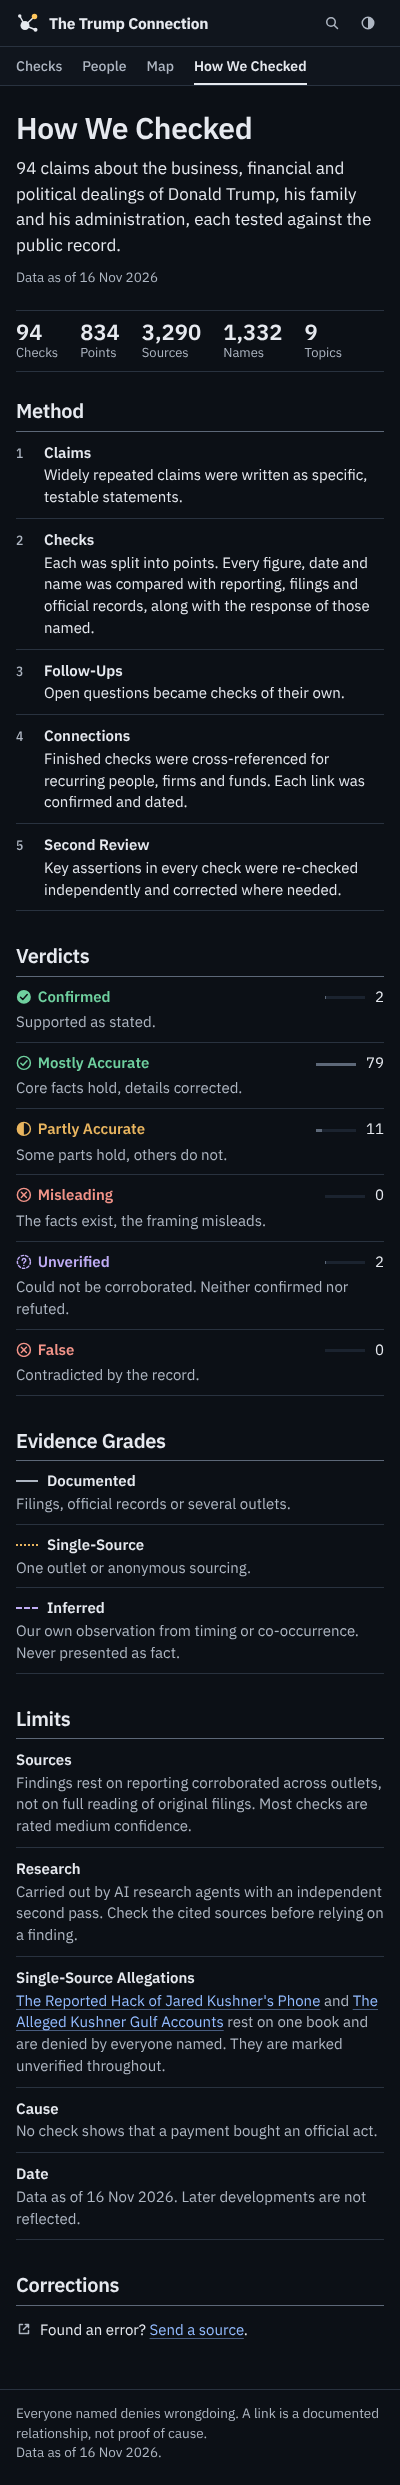 The Trump Connection
Checks People Map How We Checked
How We Checked
94 claims about the business, financial and
political dealings of Donald Trump, his family
and his administration, each tested against the
public record.
Data as of 16 Nov 2026
94 834 3,290 1,332 9
Checks Points Sources Names Topics
Method
1 Claims
Widely repeated claims were written as specific,
testable statements.
2 Checks
Each was split into points. Every figure, date and
name was compared with reporting, filings and
official records, along with the response of those
named.
3 Follow-Ups
Open questions became checks of their own.
4 Connections
Finished checks were cross-referenced for
recurring people, firms and funds. Each link was
confirmed and dated.
5 Second Review
Key assertions in every check were re-checked
independently and corrected where needed.
Verdicts
Confirmed 2
Supported as stated.
Mostly Accurate 79
Core facts hold, details corrected.
Partly Accurate 11
Some parts hold, others do not.
Misleading 0
The facts exist, the framing misleads.
Unverified 2
Could not be corroborated. Neither confirmed nor
refuted.
False 0
Contradicted by the record.
Evidence Grades
Documented
Filings, official records or several outlets.
Single-Source
One outlet or anonymous sourcing.
Inferred
Our own observation from timing or co-occurrence.
Never presented as fact.
Limits
Sources
Findings rest on reporting corroborated across outlets,
not on full reading of original filings. Most checks are
rated medium confidence.
Research
Carried out by AI research agents with an independent
second pass. Check the cited sources before relying on
a finding.
Single-Source Allegations
The Reported Hack of Jared Kushner's Phone and The
Alleged Kushner Gulf Accounts rest on one book and
are denied by everyone named. They are marked
unverified throughout.
Cause
No check shows that a payment bought an official act.
Date
Data as of 16 Nov 2026. Later developments are not
reflected.
Corrections
Found an error? Send a source.
Everyone named denies wrongdoing. A link is a documented
relationship, not proof of cause.
Data as of 16 Nov 2026.